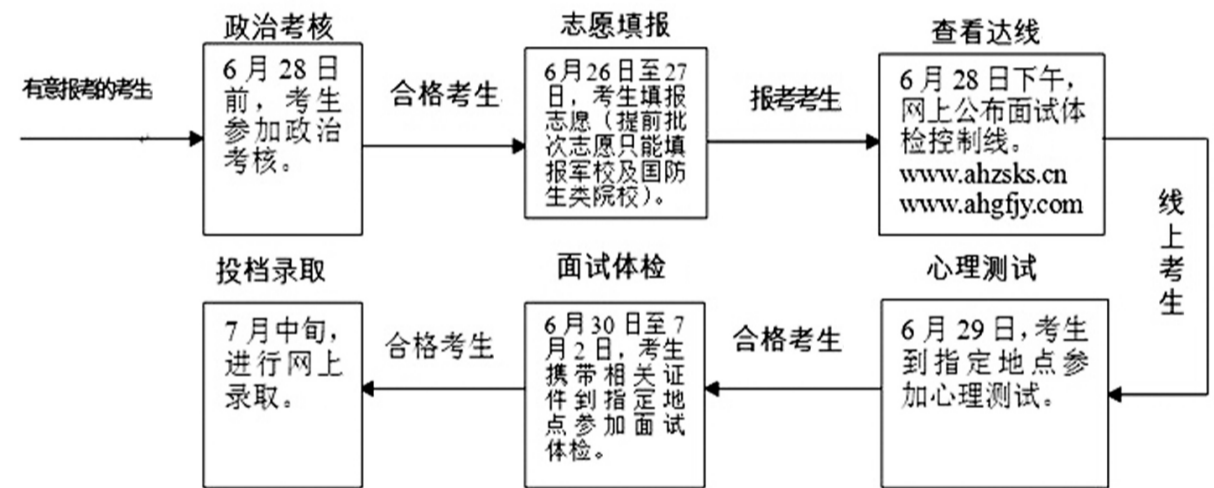 有意报考的考生
政治考核
6月28日
前，考生
参加政治
考核。
合格考生
志愿填报
6月26日至27
日，考生填报
志愿（提前批
次志愿只能填
报军校及国防
生类院校）。
报考考生
查看达线
6月28日下午，
网上公布面试体
检控制线。
www.ahzsks.cn
www.ahgfjy.com
线上考生
心理测试
6月29日，考生
到指定地点参
加心理测试。
合格考生
面试体检
6月30日至7
月2日，考生
携带相关证
件到指定地
点参加面试
体检。
合格考生
投档录取
7月中旬，
进行网上
录取。